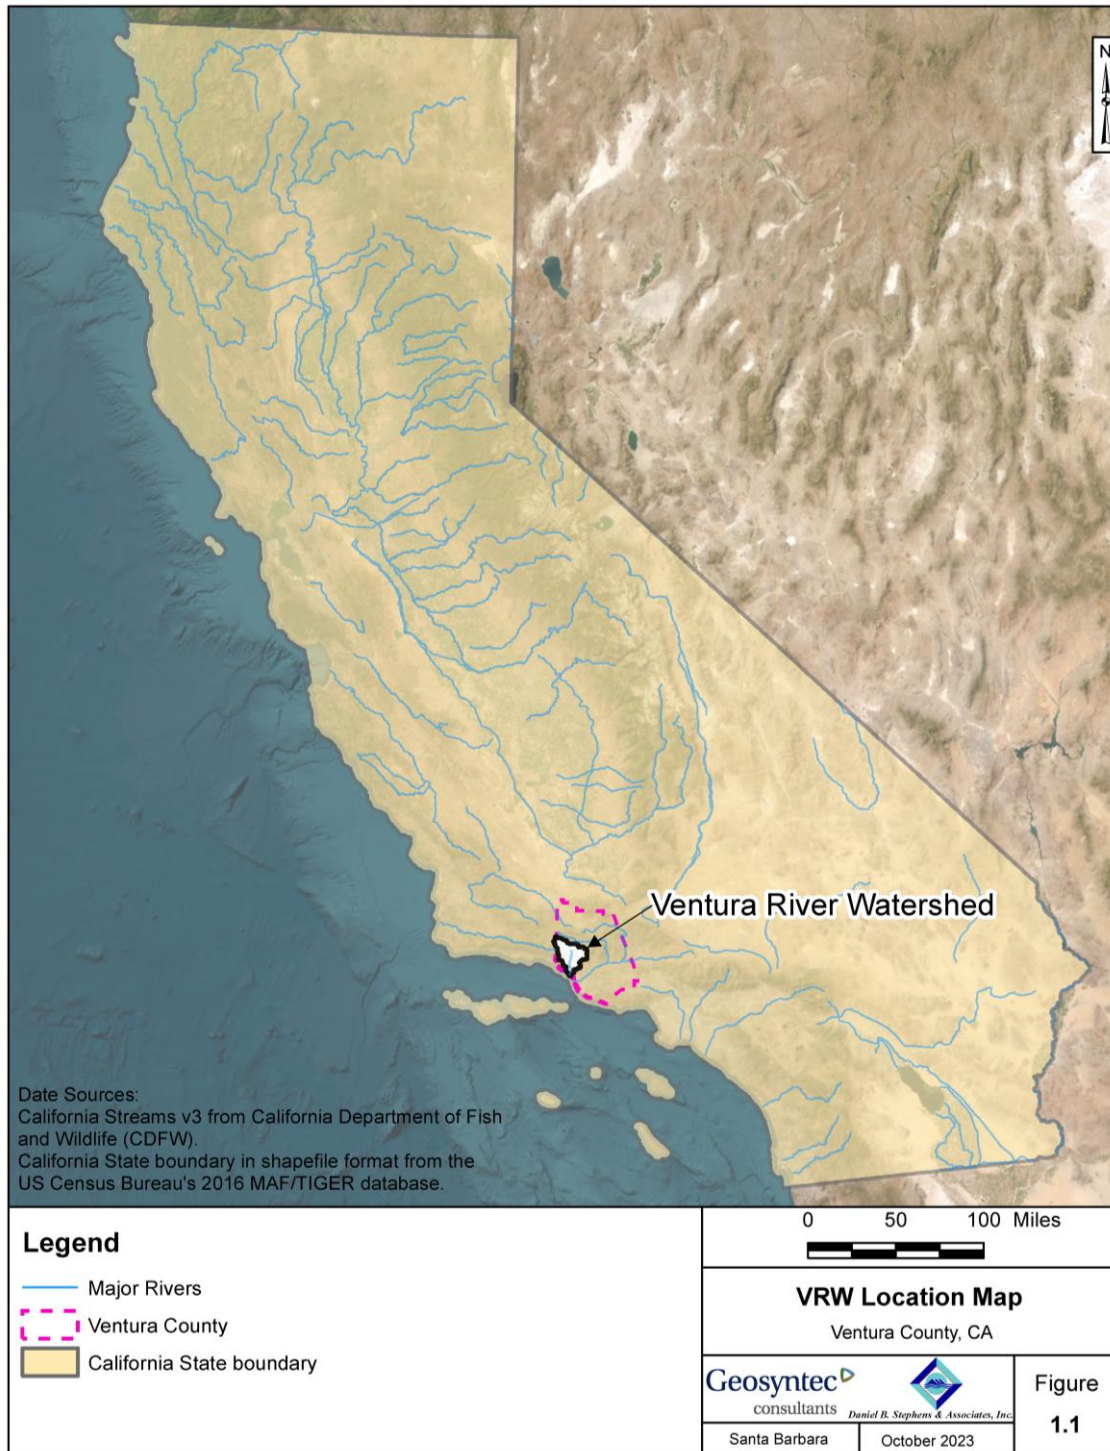 N
Ventura River Watershed
Date Sources:
California Streams v3 from California Department of Fish
and Wildlife (CDFW).
California State boundary in shapefile format from the
US Census Bureau's 2016 MAF/TIGER database.
Legend
Major Rivers
Ventura County
California State boundary
0 50 100 Miles
VRW Location Map
Ventura County, CA
Geosyntec
consultants
Daniel B. Stephens & Associates, Inc.
Santa Barbara
October 2023
Figure
1.1